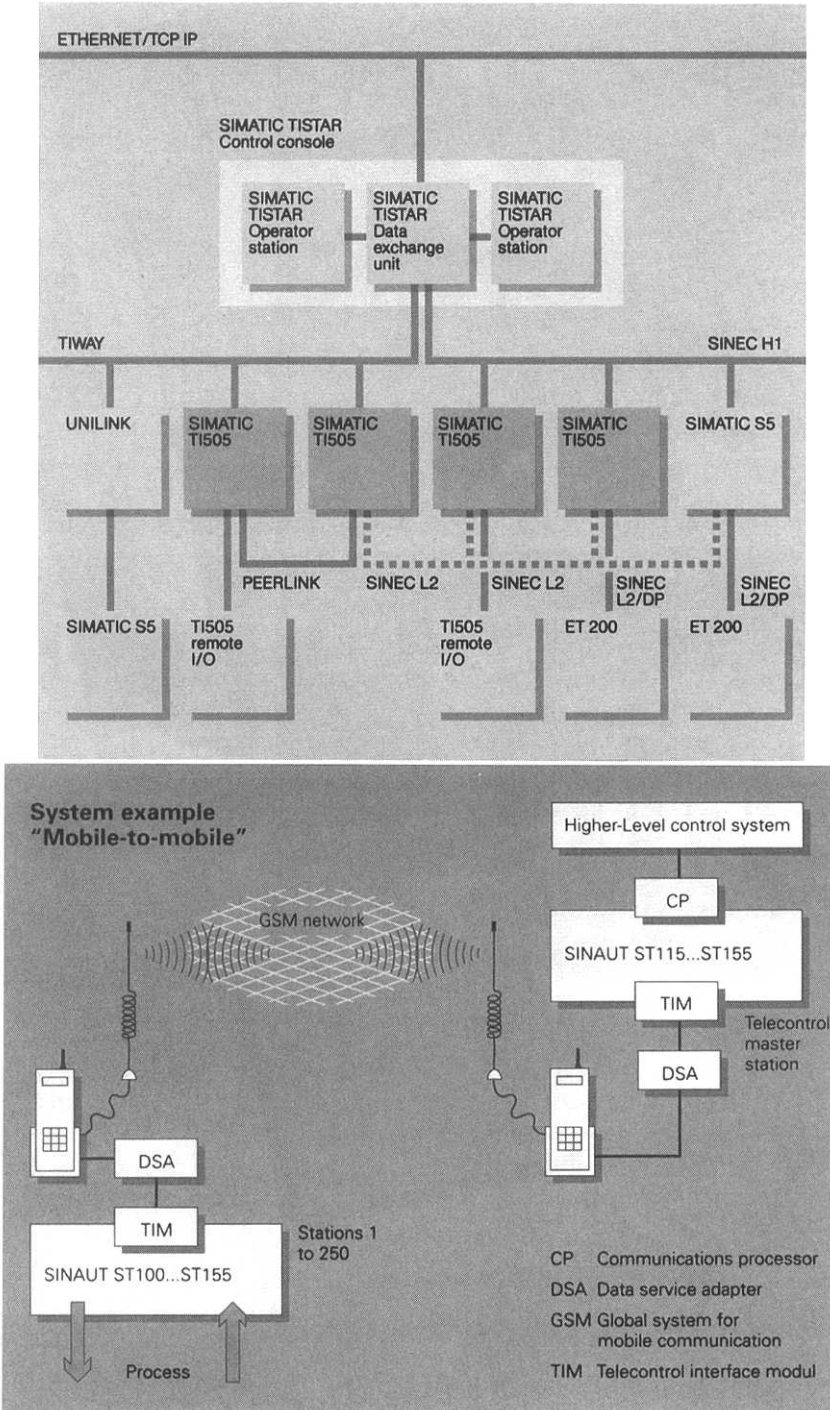 ETHERNET/TCP IP
SIMATIC TISTAR
Control console
SIMATIC
TISTAR
Operator
station
SIMATIC
TISTAR
Data
exchange
unit
SIMATIC
TISTAR
Operator
station
TIWAY
SINEC H1
UNILINK
SIMATIC
TI505
SIMATIC
TI505
SIMATIC
TI505
SIMATIC
TI505
SIMATIC S5
PEERLINK
SINEC L2
SINEC L2
SINEC
L2/DP
SINEC
L2/DP
SIMATIC S5
TI505
remote
I/O
TI505
remote
I/O
ET 200
ET 200
System example
"Mobile-to-mobile"
GSM network
Higher-Level control system
CP
SINAUT ST115...ST155
TIM
Telecontrol
master
station
DSA
DSA
TIM
SINAUT ST100...ST155
Stations 1
to 250
Process
CP Communications processor
DSA Data service adapter
GSM Global system for
mobile communication
TIM Telecontrol interface modul